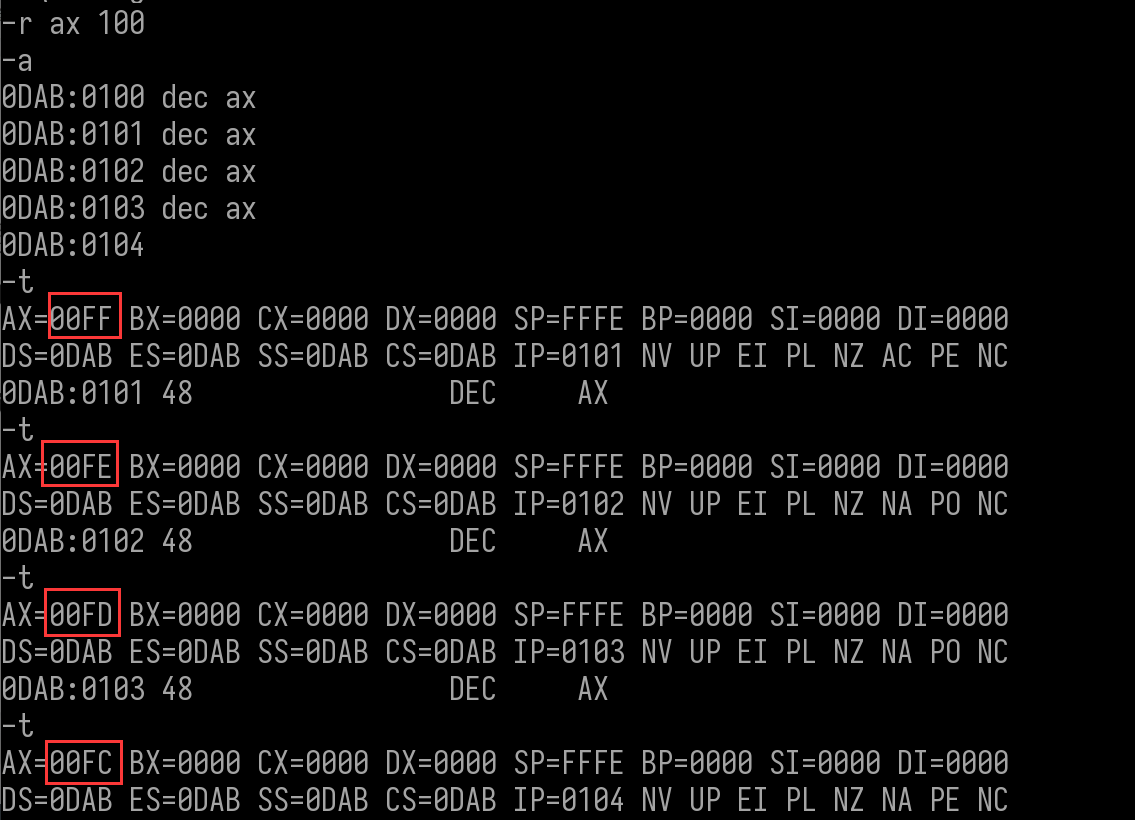 -r ax 100
-a
0DAB:0100 dec ax
0DAB:0101 dec ax
0DAB:0102 dec ax
0DAB:0103 dec ax
0DAB:0104
-t
AX=00FF BX=0000 CX=0000 DX=0000 SP=FFFE BP=0000 SI=0000 DI=0000
DS=0DAB ES=0DAB SS=0DAB CS=0DAB IP=0101 NV UP EI PL NZ AC PE NC
0DAB:0101 48                DEC     AX
-t
AX=00FE BX=0000 CX=0000 DX=0000 SP=FFFE BP=0000 SI=0000 DI=0000
DS=0DAB ES=0DAB SS=0DAB CS=0DAB IP=0102 NV UP EI PL NZ NA PO NC
0DAB:0102 48                DEC     AX
-t
AX=00FD BX=0000 CX=0000 DX=0000 SP=FFFE BP=0000 SI=0000 DI=0000
DS=0DAB ES=0DAB SS=0DAB CS=0DAB IP=0103 NV UP EI PL NZ NA PO NC
0DAB:0103 48                DEC     AX
-t
AX=00FC BX=0000 CX=0000 DX=0000 SP=FFFE BP=0000 SI=0000 DI=0000
DS=0DAB ES=0DAB SS=0DAB CS=0DAB IP=0104 NV UP EI PL NZ NA PE NC